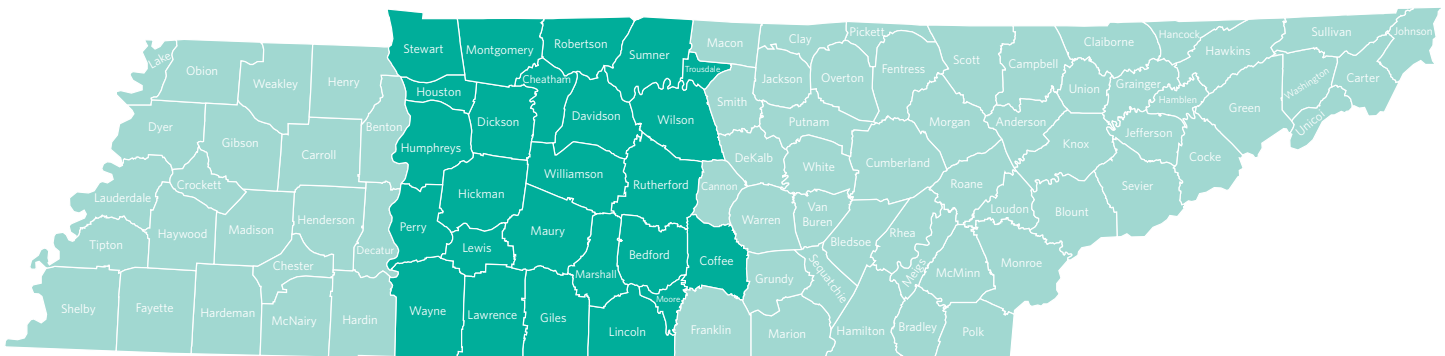 Lake
Obion
Weakley
Henry
Stewart
Montgomery
Robertson
Sumner
Macon
Clay
Pickett
Fentress
Scott
Campbell
Claiborne
Hancock
Hawkins
Sullivan
Johnson
Trousdale
Houston
Cheatham
Jackson
Overton
Union
Grainger
Hamblen
Washington
Carter
Dyer
Gibson
Carroll
Benton
Humphreys
Dickson
Davidson
Wilson
Smith
Putnam
Morgan
Anderson
Knox
Jefferson
Green
Unicoi
Cocke
Lauderdale
Crockett
Hickman
Williamson
Rutherford
Cannon
DeKalb
White
Cumberland
Roane
Loudon
Blount
Sevier
Tipton
Haywood
Madison
Henderson
Decatur
Perry
Lewis
Maury
Marshall
Bedford
Coffee
Warren
Van
Buren
Bledsoe
Rhea
Meigs
McMinn
Monroe
Chester
Moore
Grundy
Sequatchie
Shelby
Fayette
Hardeman
McNairy
Hardin
Wayne
Lawrence
Giles
Lincoln
Franklin
Marion
Hamilton
Bradley
Polk